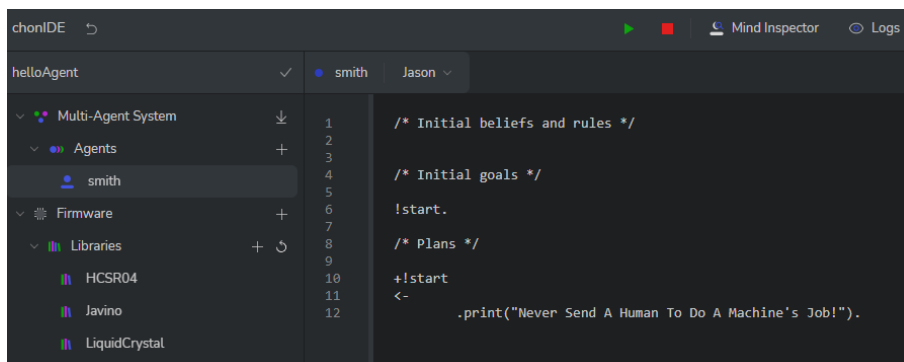 chonIDE
Mind Inspector
Logs
helloAgent
smith
Jason
Multi-Agent System
Agents
smith
Firmware
Libraries
HCSR04
Javino
LiquidCrystal
1
2
3
4
5
6
7
8
9
10
11
12
/* Initial beliefs and rules */
/* Initial goals */
!start.
/* Plans */
+!start
<-
.print("Never Send A Human To Do A Machine's Job!").